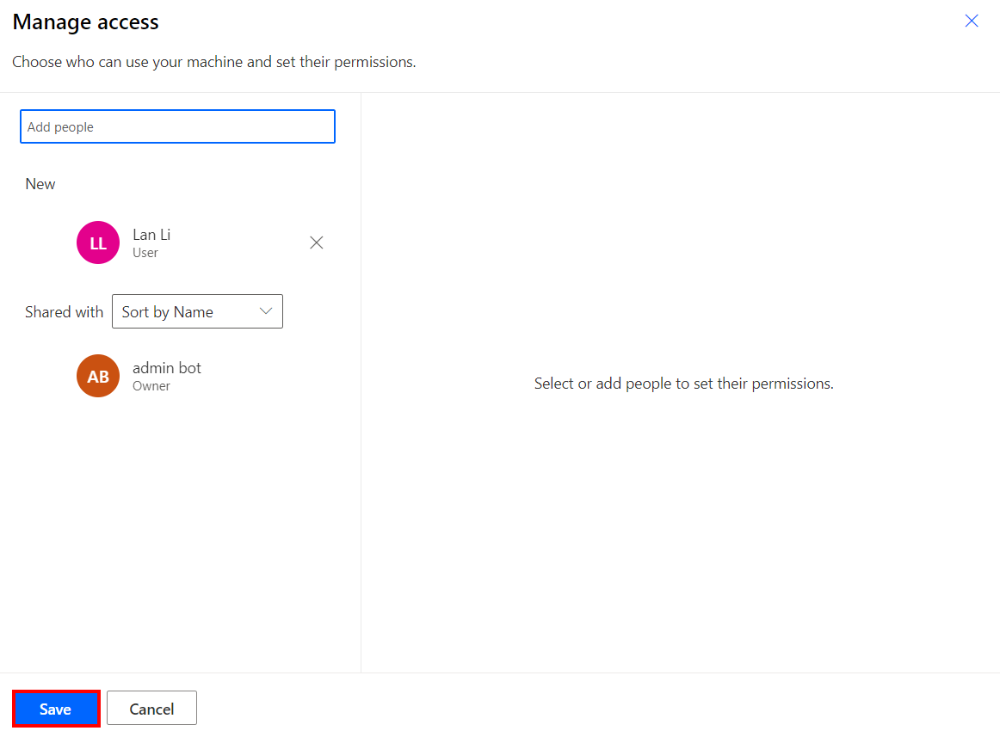 Manage access
Choose who can use your machine and set their permissions.
Add people
New
LL
Lan Li
User
Shared with
Sort by Name
AB
admin bot
Owner
Select or add people to set their permissions.
Save
Cancel